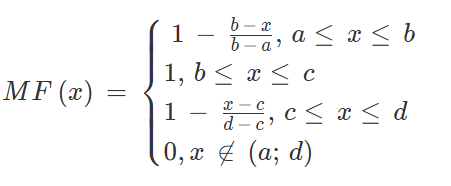 1 − (b − x)/(b − a), a ≤ x ≤ b
1, b ≤ x ≤ c
MF (x) = {
1 − (x − c)/(d − c), c ≤ x ≤ d
0, x ∉ (a; d)